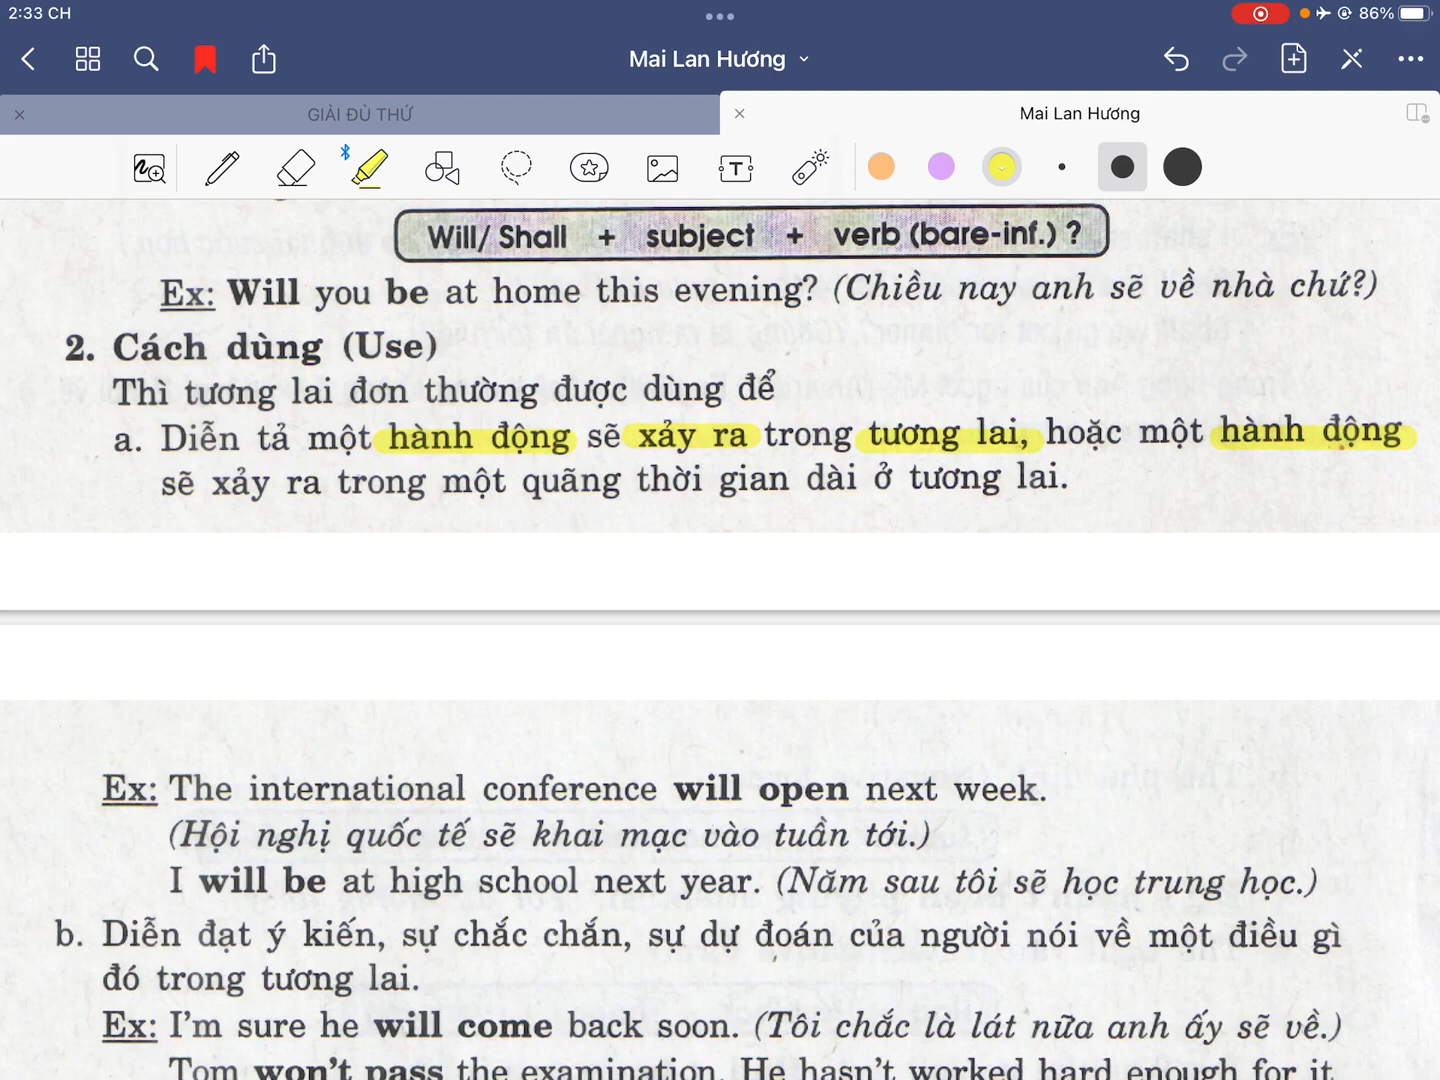 2:33 CH
86%
Mai Lan Hương
GIẢI ĐỦ THỨ
Mai Lan Hương
Will/ Shall + subject + verb (bare-inf.) ?
Ex: Will you be at home this evening? (Chiều nay anh sẽ về nhà chứ?)
2. Cách dùng (Use)
Thì tương lai đơn thường được dùng để
a. Diễn tả một hành động sẽ xảy ra trong tương lai, hoặc một hành động
sẽ xảy ra trong một quãng thời gian dài ở tương lai.
Ex: The international conference will open next week.
(Hội nghị quốc tế sẽ khai mạc vào tuần tới.)
I will be at high school next year. (Năm sau tôi sẽ học trung học.)
b. Diễn đạt ý kiến, sự chắc chắn, sự dự đoán của người nói về một điều gì
đó trong tương lai.
Ex: I'm sure he will come back soon. (Tôi chắc là lát nữa anh ấy sẽ về.)
Tom won't pass the examination. He hasn't worked hard enough for it.